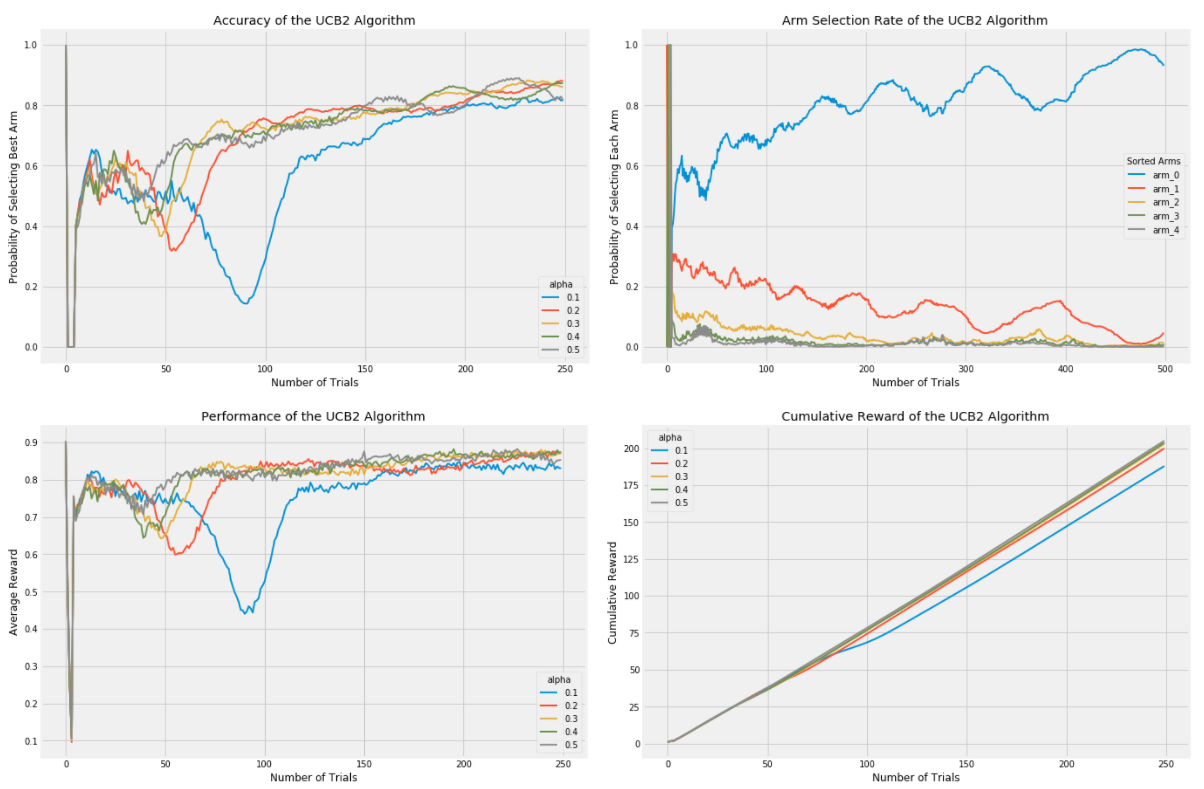 Accuracy of the UCB2 Algorithm
Probability of Selecting Best Arm
1.0
0.8
0.6
0.4
0.2
0.0
alpha
0.1
0.2
0.3
0.4
0.5
0 50 100 150 200 250
Number of Trials
Arm Selection Rate of the UCB2 Algorithm
Probability of Selecting Each Arm
1.0
0.8
0.6
0.4
0.2
0.0
Sorted Arms
arm_0
arm_1
arm_2
arm_3
arm_4
0 100 200 300 400 500
Number of Trials
Performance of the UCB2 Algorithm
Average Reward
0.9
0.8
0.7
0.6
0.5
0.4
0.3
0.2
0.1
alpha
0.1
0.2
0.3
0.4
0.5
0 50 100 150 200 250
Number of Trials
Cumulative Reward of the UCB2 Algorithm
Cumulative Reward
alpha
0.1
0.2
0.3
0.4
0.5
200
175
150
125
100
75
50
25
0
0 50 100 150 200 250
Number of Trials